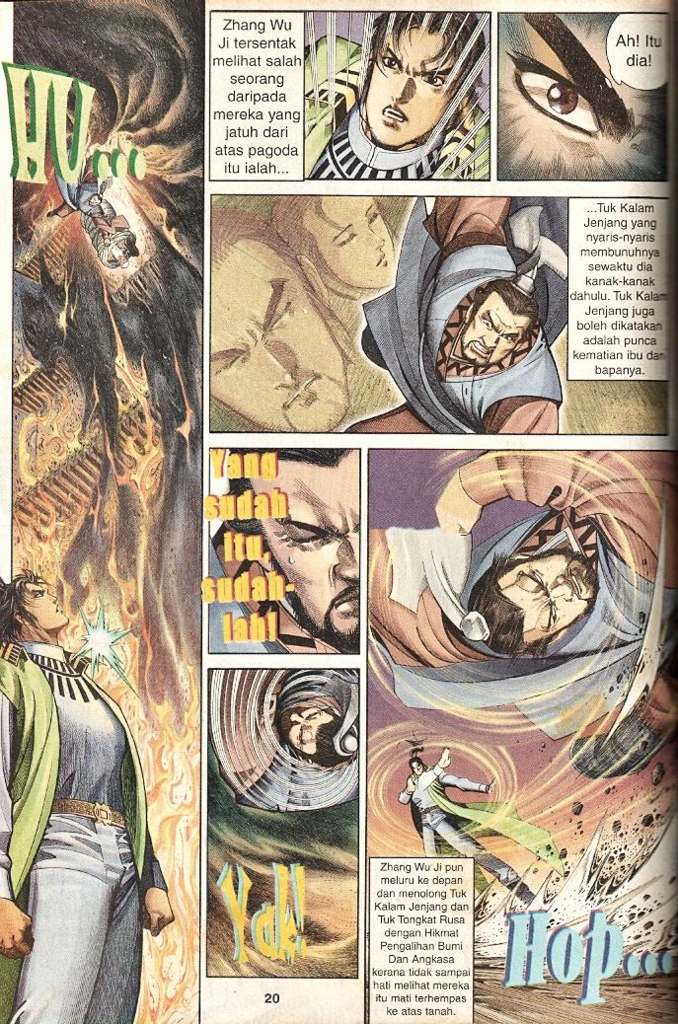 HU...
Zhang Wu
Ji tersentak
melihat salah
seorang
daripada
mereka yang
jatuh dari
atas pagoda
itu ialah...
Ah! Itu
dia!
...Tuk Kalam
Jenjang yang
nyaris-nyaris
membunuhnya
sewaktu dia
kanak-kanak
dahulu. Tuk Kalam
Jenjang juga
boleh dikatakan
adalah punca
kematian ibu dan
bapanya.
Yang
sudah
itu,
sudah-
lah!
Yak!
Zhang Wu Ji pun
meluru ke depan
dan menolong Tuk
Kalam Jenjang dan
Tuk Tongkat Rusa
dengan Hikmat
Pengalihan Bumi
Dan Angkasa
kerana tidak sampai
hati melihat mereka
itu mati terhempas
ke atas tanah.
Hop...
20